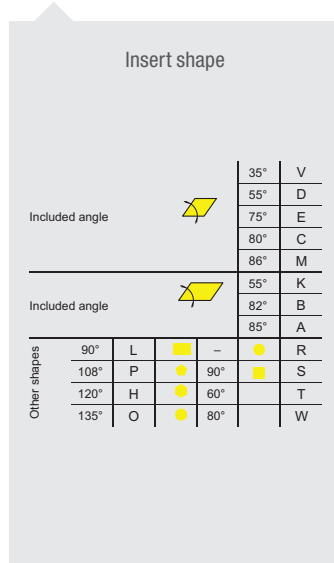 Insert shape
35° V
55° D
Included angle 75° E
80° C
86° M
55° K
Included angle 82° B
85° A
Other shapes
90° L – R
108° P 90° S
120° H 60° T
135° O 80° W